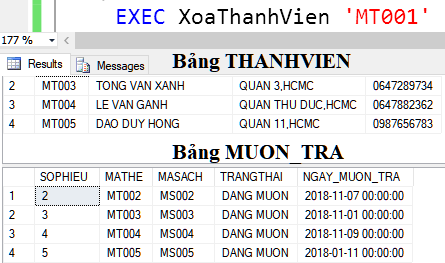 EXEC XoaThanhVien 'MT001'
177 %
Results Messages Bảng THANHVIEN
2 MT003 TONG VAN XANH QUAN 3,HCMC 0647289734
3 MT004 LE VAN GANH QUAN THU DUC,HCMC 0647882362
4 MT005 DAO DUY HONG QUAN 11,HCMC 0987656783
Bảng MUON_TRA
SOPHIEU MATHE MASACH TRANGTHAI NGAY_MUON_TRA
1 2 MT002 MS002 DANG MUON 2018-11-07 00:00:00
2 3 MT003 MS003 DANG MUON 2018-11-01 00:00:00
3 4 MT004 MS004 DANG MUON 2018-11-09 00:00:00
4 5 MT005 MS005 DANG MUON 2018-01-11 00:00:00